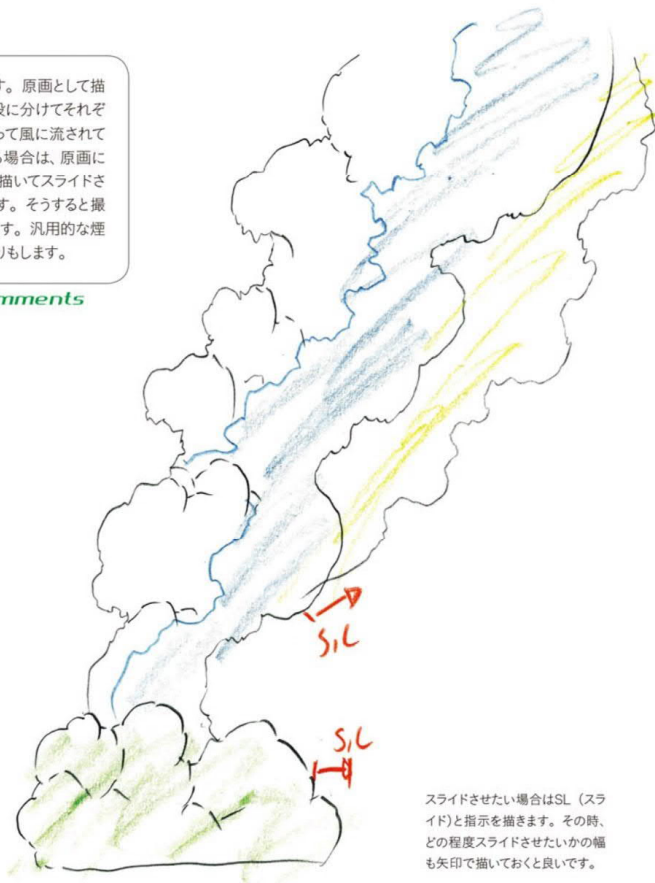 す。原画として描
段に分けてそれぞ
って風に流されて
る場合は、原画に
描いてスライドさ
す。そうすると撮
す。汎用的な煙
りもします。
mments
S,L
S,L
スライドさせたい場合はSL（スラ
イド）と指示を描きます。その時、
どの程度スライドさせたいかの幅
も矢印で描いておくと良いです。